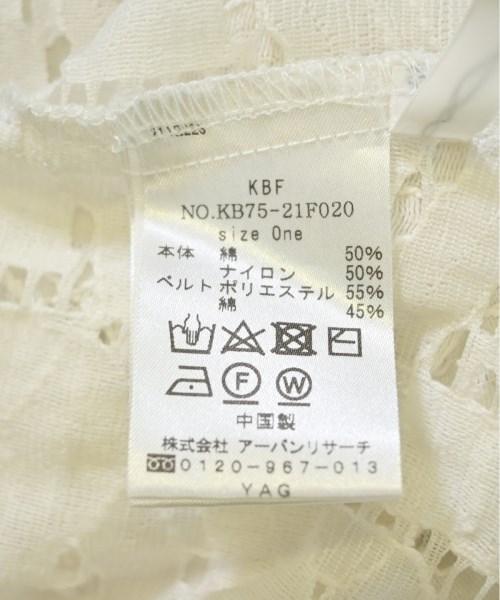 KBF
NO.KB75-21F020
size One
本体 綿 50%
ナイロン 50%
ベルト ポリエステル 55%
綿 45%
F W
中国製
株式会社 アーバンリサーチ
0120-967-013
YAG